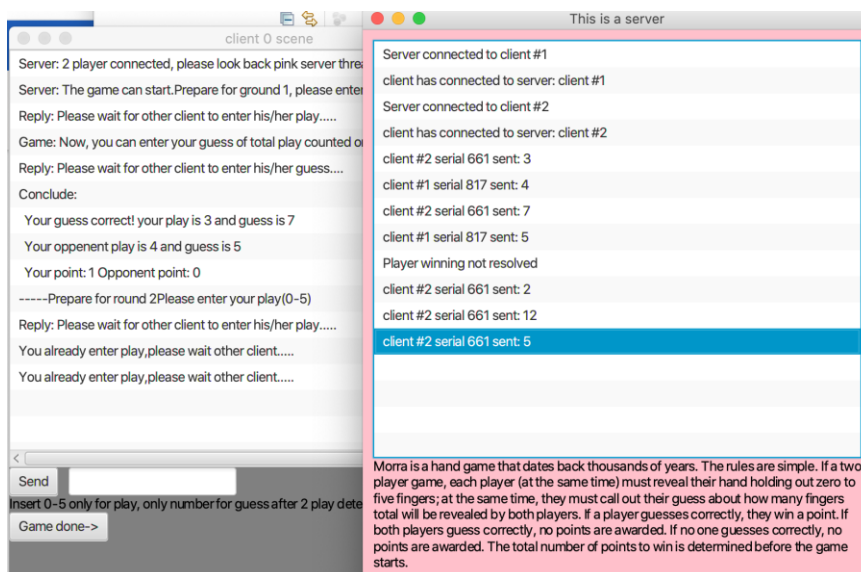 client 0 scene
Server: 2 player connected, please look back pink server
Server: The game can start.Prepare for ground 1, please enter
Reply: Please wait for other client to enter his/her play.....
Game: Now, you can enter your guess of total play counted
Reply: Please wait for other client to enter his/her guess....
Conclude:
Your guess correct! your play is 3 and guess is 7
Your oppenent play is 4 and guess is 5
Your point: 1 Opponent point: 0
-----Prepare for round 2Please enter your play(0-5)
Reply: Please wait for other client to enter his/her play.....
You already enter play,please wait other client.....
You already enter play,please wait other client.....
Send
Insert 0-5 only for play, only number for guess after 2 play
Game done->
This is a server
Server connected to client #1
client has connected to server: client #1
Server connected to client #2
client has connected to server: client #2
client #2 serial 661 sent: 3
client #1 serial 817 sent: 4
client #2 serial 661 sent: 7
client #1 serial 817 sent: 5
Player winning not resolved
client #2 serial 661 sent: 2
client #2 serial 661 sent: 12
client #2 serial 661 sent: 5
Morra is a hand game that dates back thousands of years. The rules are simple. If a two
player game, each player (at the same time) must reveal their hand holding out zero to
five fingers; at the same time, they must call out their guess about how many fingers
total will be revealed by both players. If a player guesses correctly, they win a point. If
both players guess correctly, no points are awarded. If no one guesses correctly, no
points are awarded. The total number of points to win is determined before the game
starts.